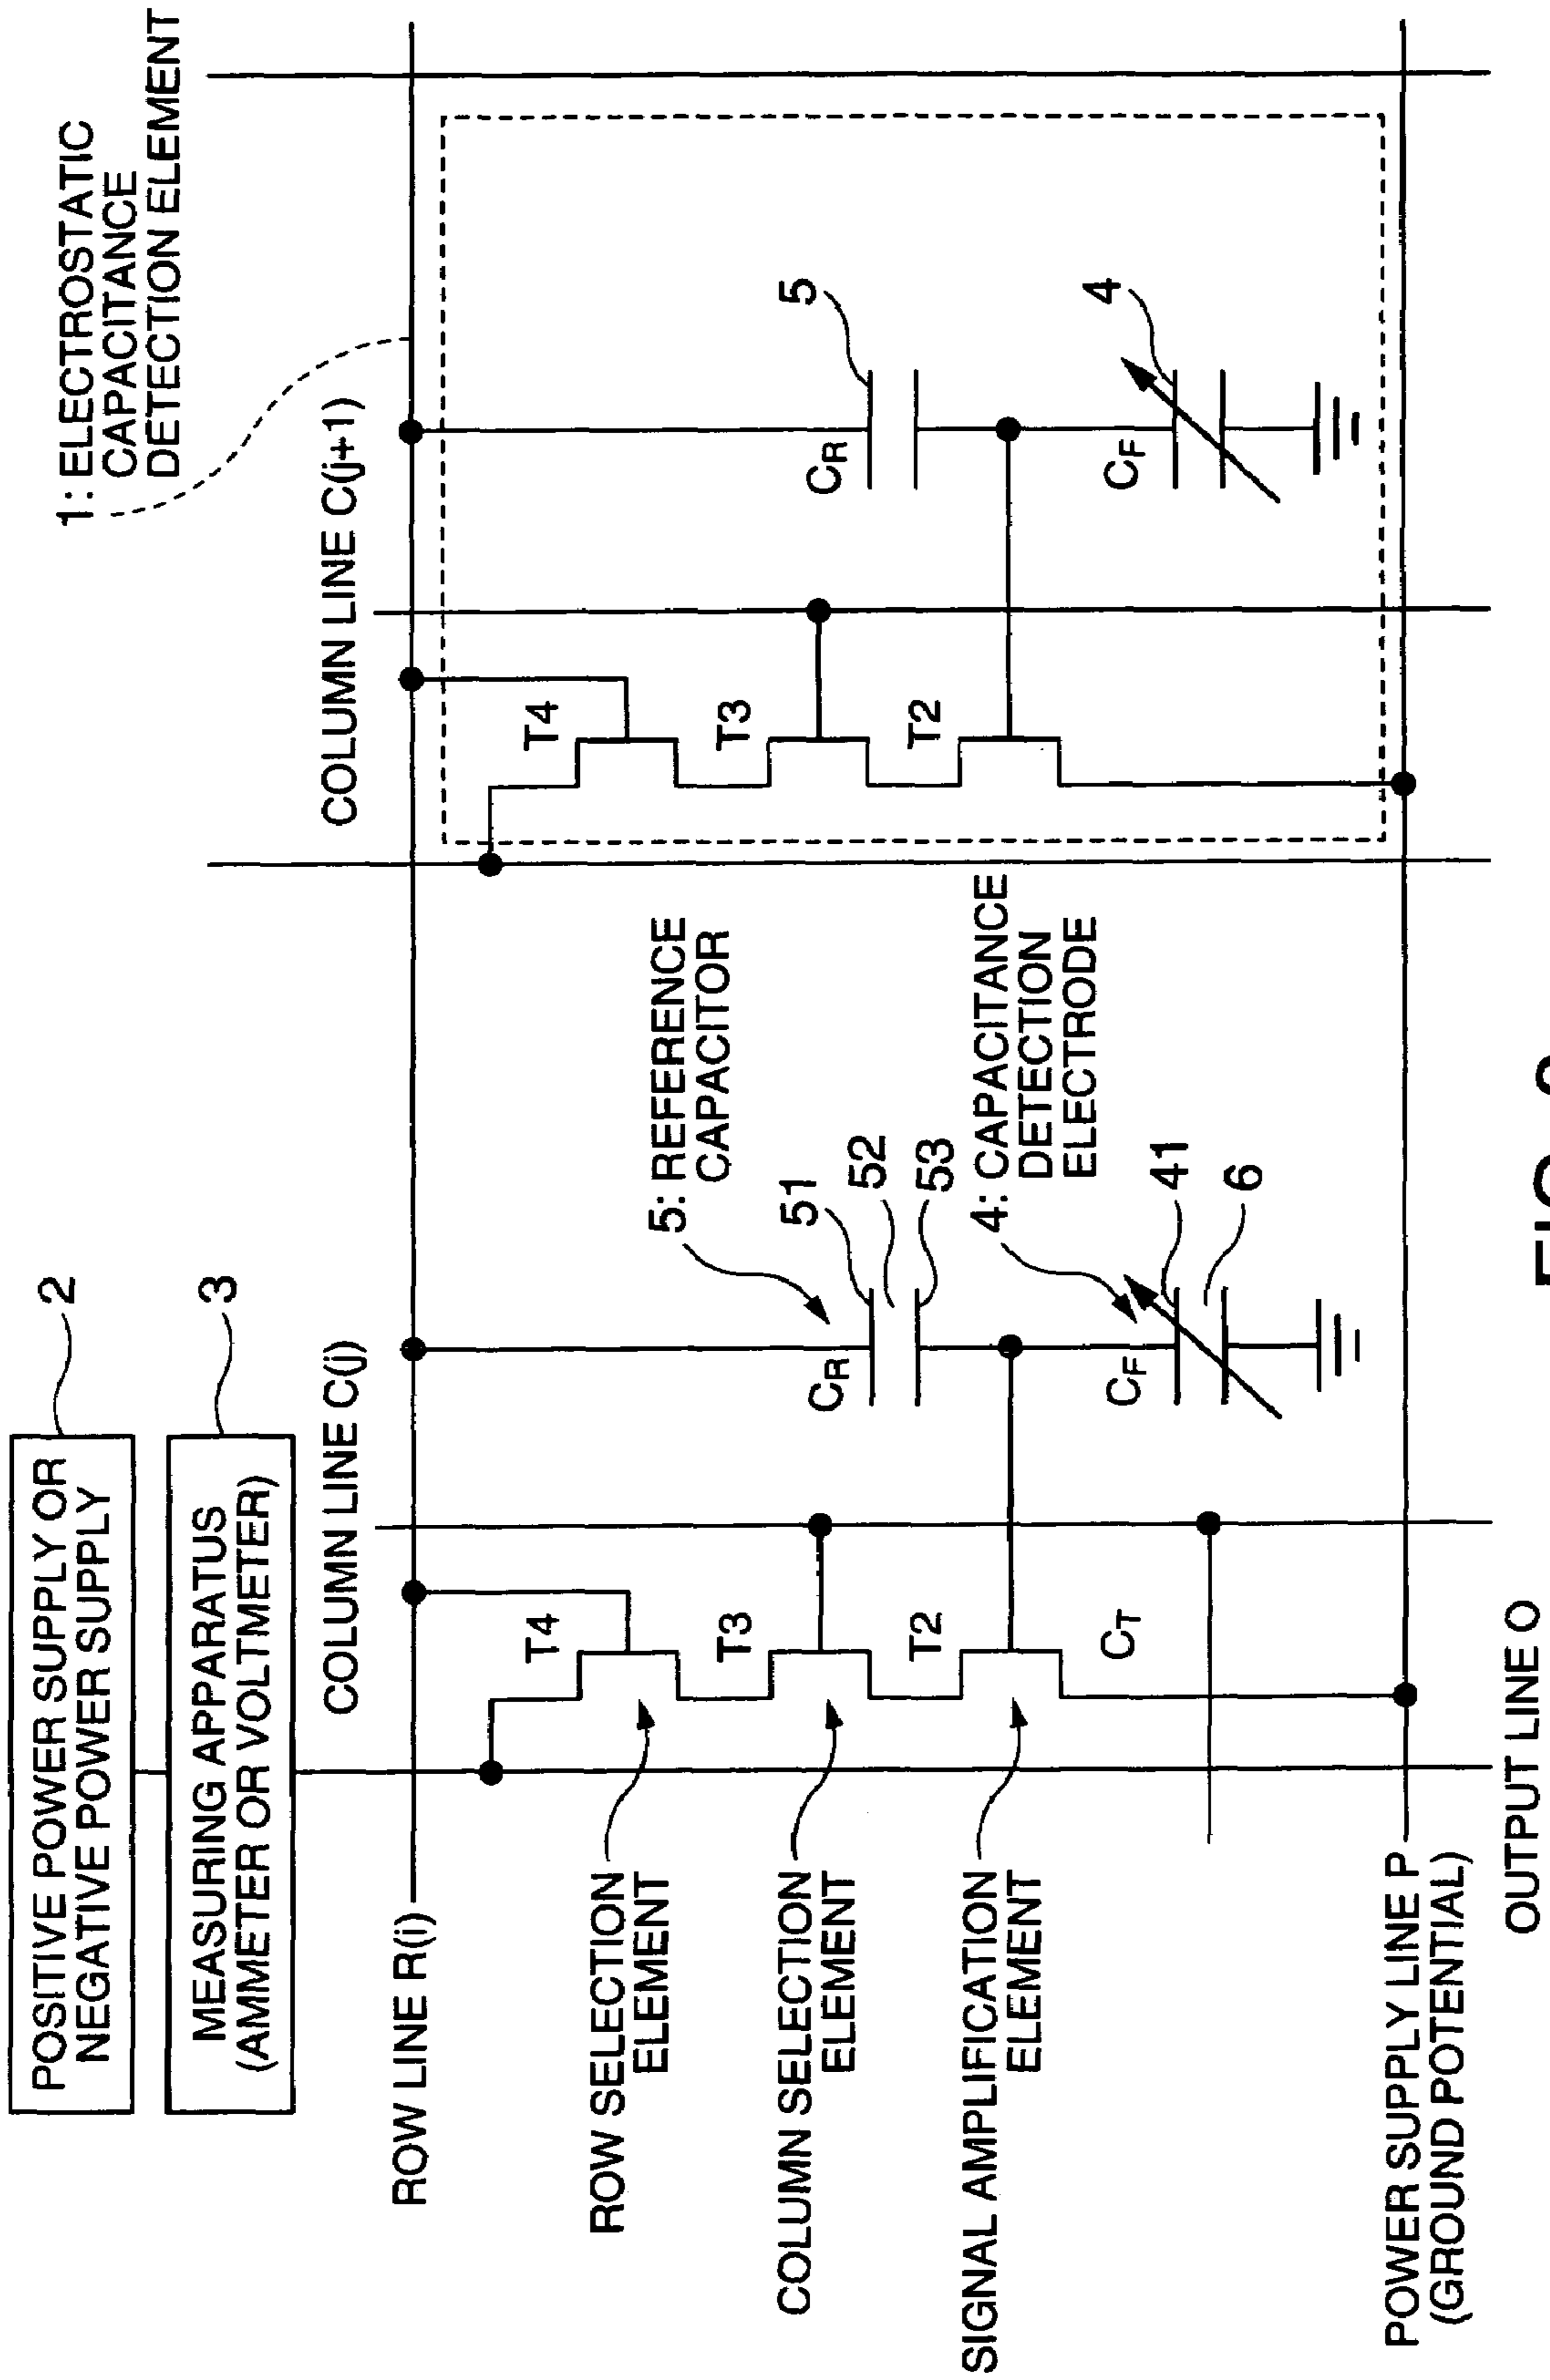 POSITIVE POWER SUPPLY OR
NEGATIVE POWER SUPPLY
2
MEASURING APPARATUS
(AMMETER OR VOLTMETER)
3
1: ELECTROSTATIC
CAPACITANCE
DETECTION ELEMENT
COLUMN LINE C(j)
COLUMN LINE C(j+1)
ROW LINE R(i)
ROW SELECTION
ELEMENT
T4
T4
COLUMN SELECTION
ELEMENT
T3
T3
5: REFERENCE
CAPACITOR
CR
51
52
53
CR
5
SIGNAL AMPLIFICATION
ELEMENT
T2
T2
4: CAPACITANCE
DETECTION
ELECTRODE
CT
CF
41
6
CF
4
POWER SUPPLY LINE P
(GROUND POTENTIAL)
OUTPUT LINE O